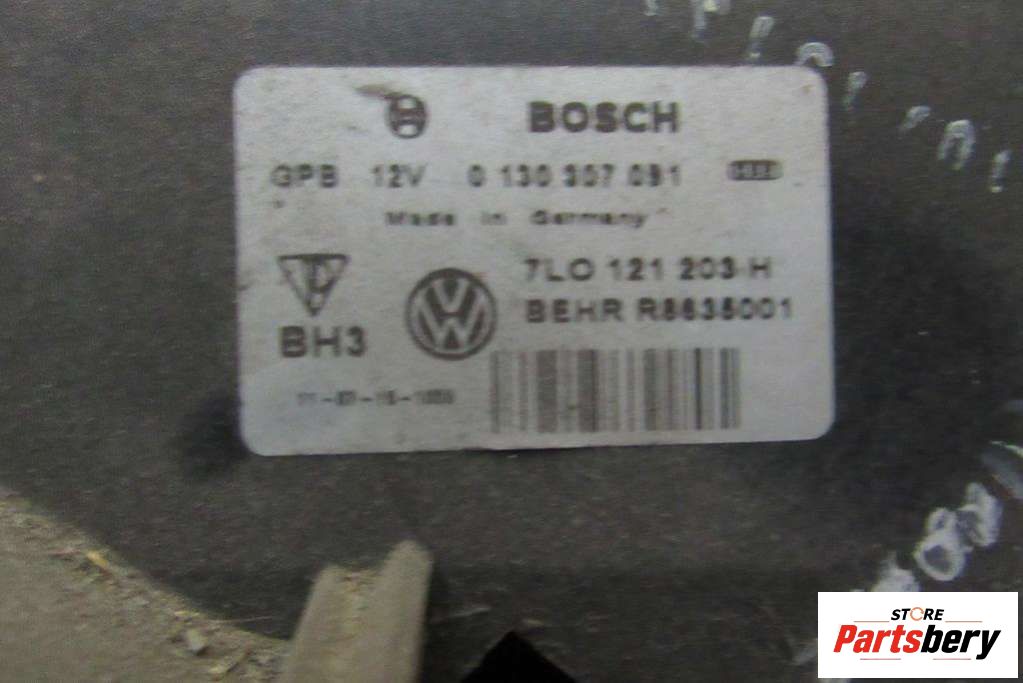 BOSCH
GPB 12V 0 130 307 091
Made in Germany
7L0 121 203 H
BEHR R8635001
BH3
STORE
Partsbery